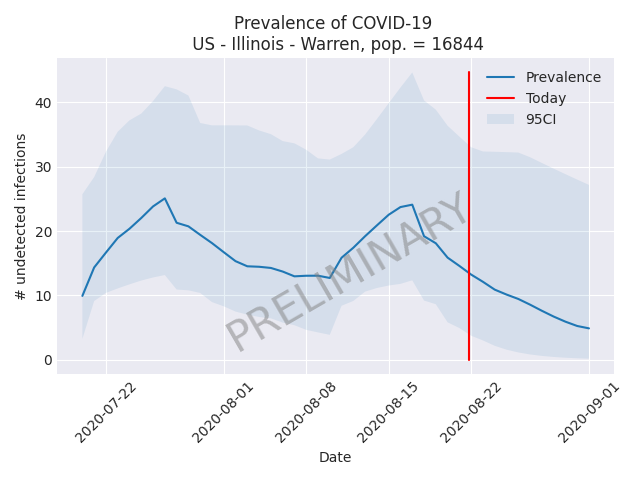 Prevalence of COVID-19
US - Illinois - Warren, pop. = 16844
Prevalence
Today
95CI
PRELIMINARY
# undetected infections
40
30
20
10
0
2020-07-22
2020-08-01
2020-08-08
2020-08-15
2020-08-22
2020-09-01
Date